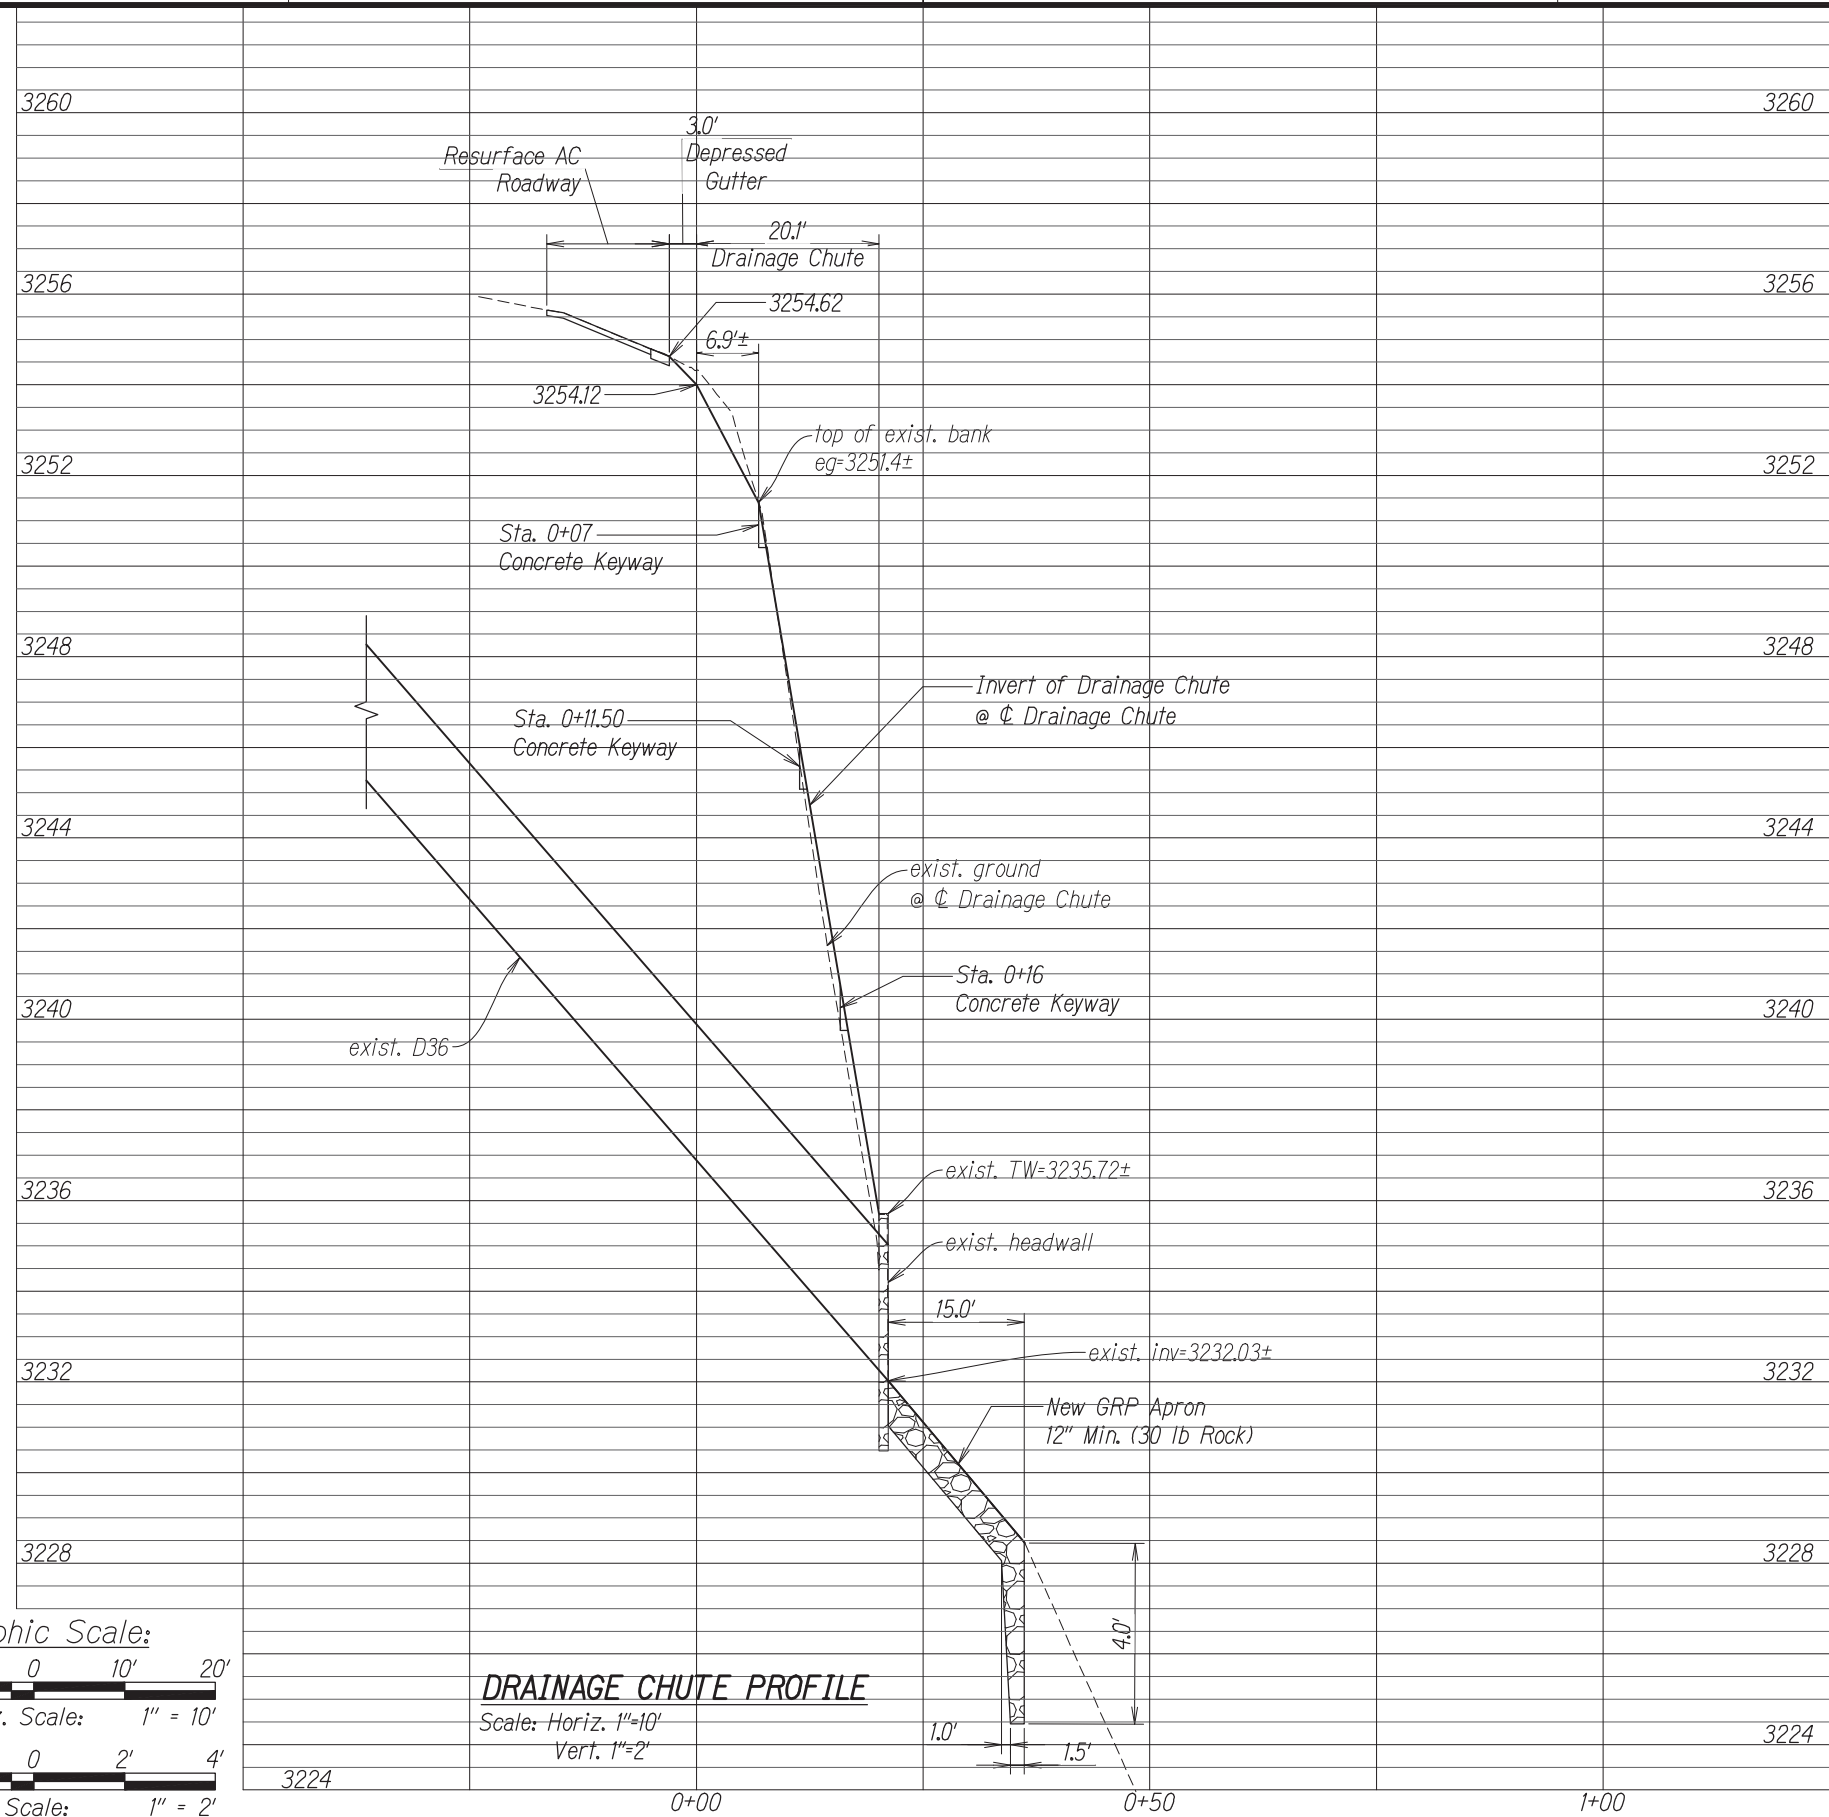 3260
3260
3.0'
Depressed
Gutter
Resurface AC
Roadway
20.1'
Drainage Chute
3256
3256
3254.62
6.9'±
3254.12
top of exist. bank
eg=3251.4±
3252
3252
Sta. 0+07
Concrete Keyway
3248
3248
Invert of Drainage Chute
@ ℄ Drainage Chute
Sta. 0+11.50
Concrete Keyway
3244
3244
exist. ground
@ ℄ Drainage Chute
Sta. 0+16
Concrete Keyway
3240
3240
exist. D36
exist. TW=3235.72±
3236
3236
exist. headwall
15.0'
exist. inv=3232.03±
3232
3232
New GRP Apron
12" Min. (30 lb Rock)
3228
3228
4.0'
phic Scale:
0 10' 20'
. Scale: 1" = 10'
0 2' 4'
Scale: 1" = 2'
DRAINAGE CHUTE PROFILE
Scale: Horiz. 1"=10'
Vert. 1"=2'
1.0'
1.5'
3224
3224
0+00
0+50
1+00